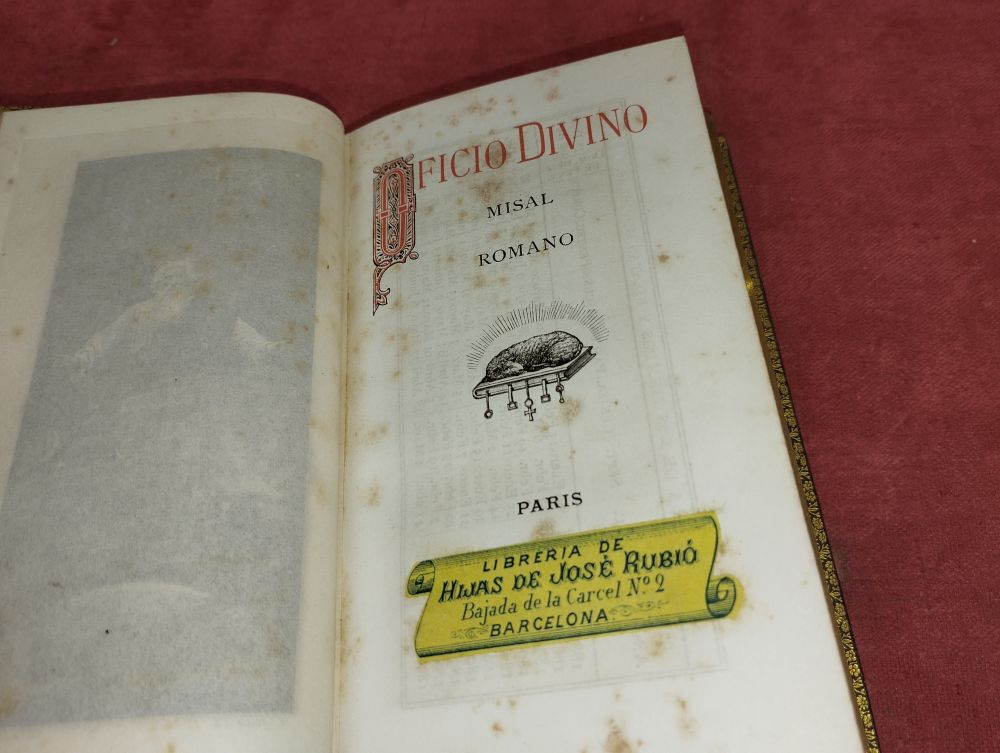 OFICIO DIVINO
MISAL
ROMANO
PARIS
LIBRERIA DE
HIJAS DE JOSÉ RUBIÓ
Bajada de la Carcel Nº. 2
BARCELONA.